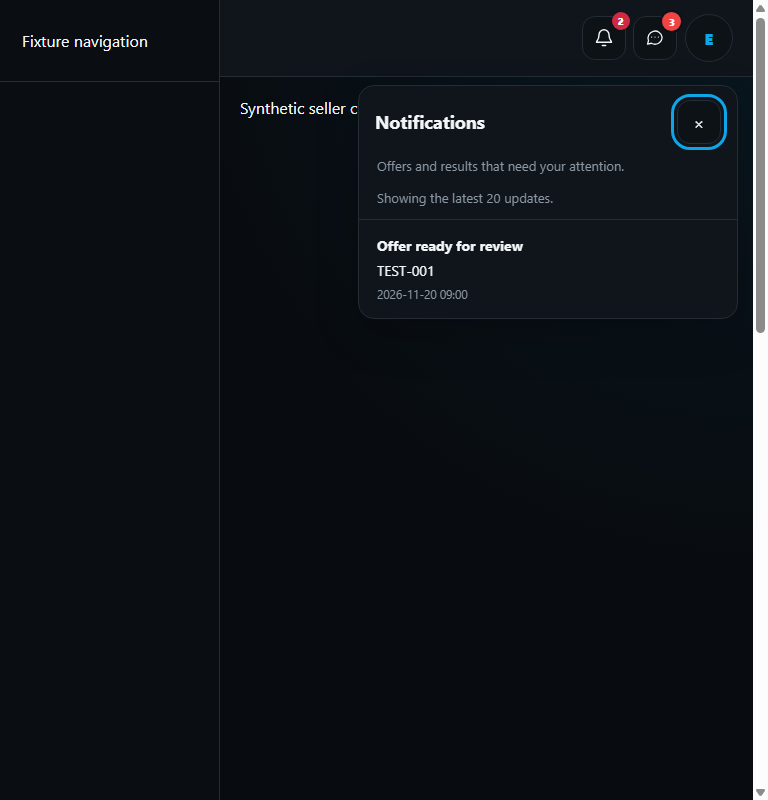 Fixture navigation
2
3
E
Synthetic seller c
Notifications
×
Offers and results that need your attention.
Showing the latest 20 updates.
Offer ready for review
TEST-001
2026-11-20 09:00